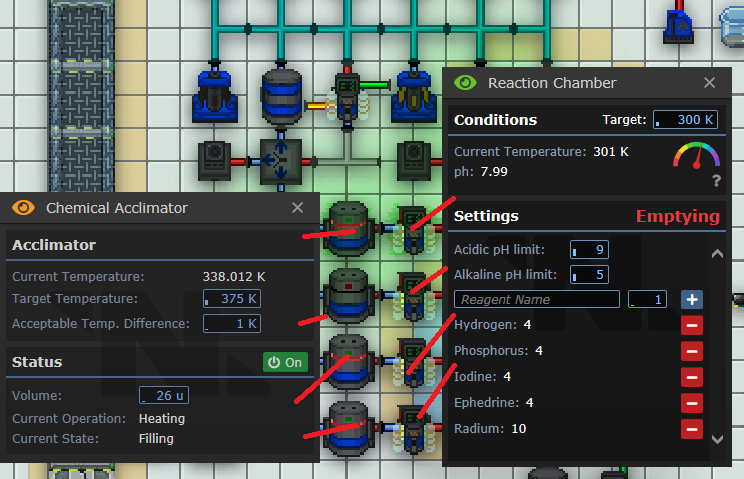 Reaction Chamber
Conditions
Target: 300 K
Current Temperature: 301 K
ph: 7.99
?
Settings
Emptying
Acidic pH limit: 9
Alkaline pH limit: 5
Reagent Name 1 +
Hydrogen: 4 −
Phosphorus: 4 −
Iodine: 4 −
Ephedrine: 4 −
Radium: 10 −
Chemical Acclimator
Acclimator
Current Temperature: 338.012 K
Target Temperature: 375 K
Acceptable Temp. Difference: 1 K
Status
On
Volume: 26 u
Current Operation: Heating
Current State: Filling